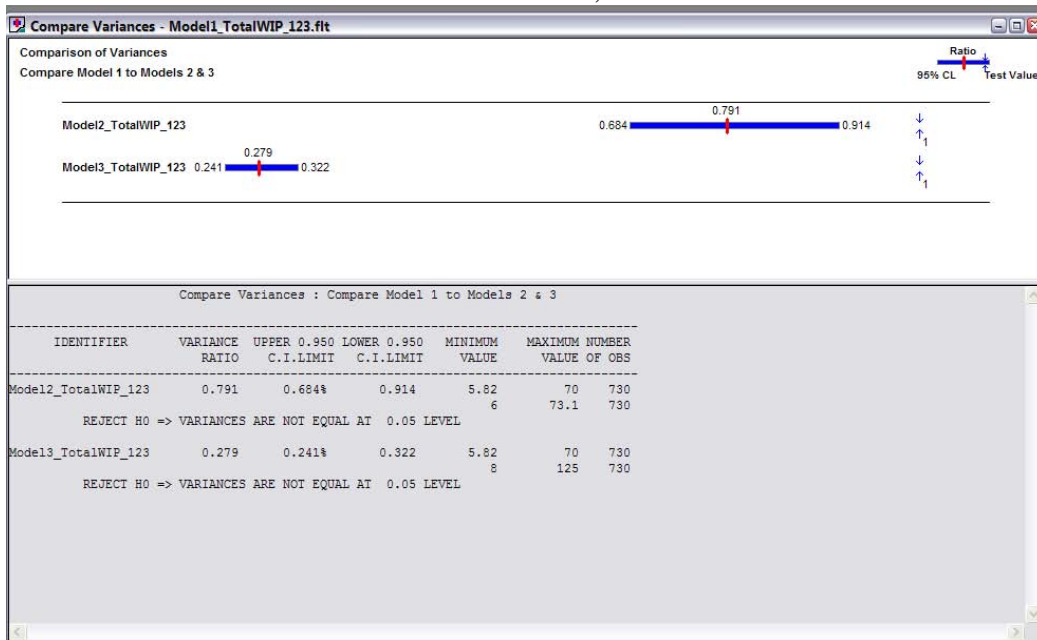 Compare Variances - Model1_TotalWIP_123.flt
Comparison of Variances
Compare Model 1 to Models 2 & 3
Ratio
95% CL Test Value
0.791
Model2_TotalWIP_123 0.684 0.914
1
0.279
Model3_TotalWIP_123 0.241 0.322
1
Compare Variances : Compare Model 1 to Models 2 & 3
IDENTIFIER VARIANCE UPPER 0.950 LOWER 0.950 MINIMUM MAXIMUM NUMBER
RATIO C.I.LIMIT C.I.LIMIT VALUE VALUE OF OBS
Model2_TotalWIP_123 0.791 0.684% 0.914 5.82 70 730
6 73.1 730
REJECT H0 => VARIANCES ARE NOT EQUAL AT 0.05 LEVEL
Model3_TotalWIP_123 0.279 0.241% 0.322 5.82 70 730
8 125 730
REJECT H0 => VARIANCES ARE NOT EQUAL AT 0.05 LEVEL